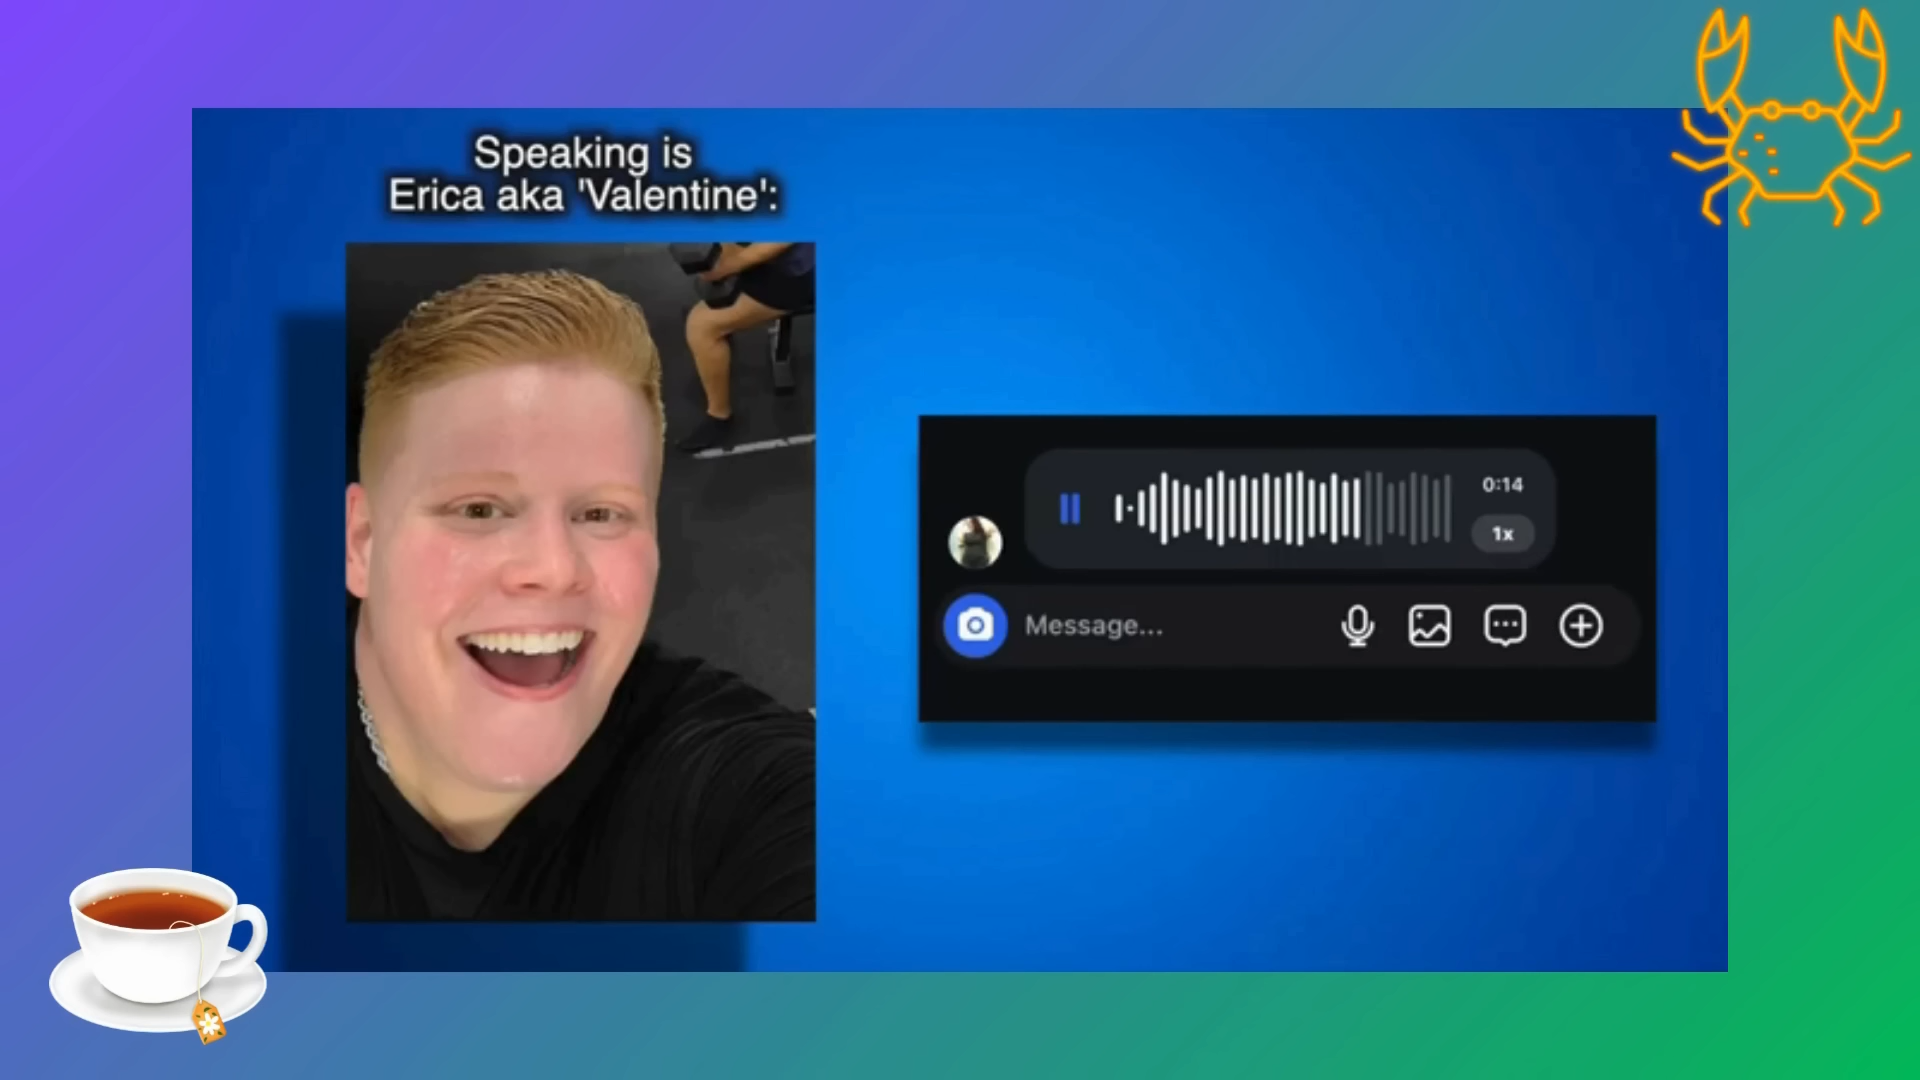 Speaking is
Erica aka 'Valentine':
0:14
1x
Message...